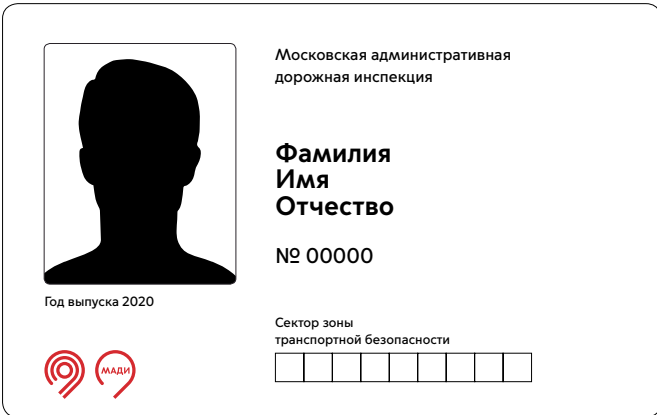 Московская административная
дорожная инспекция
Фамилия
Имя
Отчество
№ 00000
Год выпуска 2020
Сектор зоны
транспортной безопасности
МАДИ